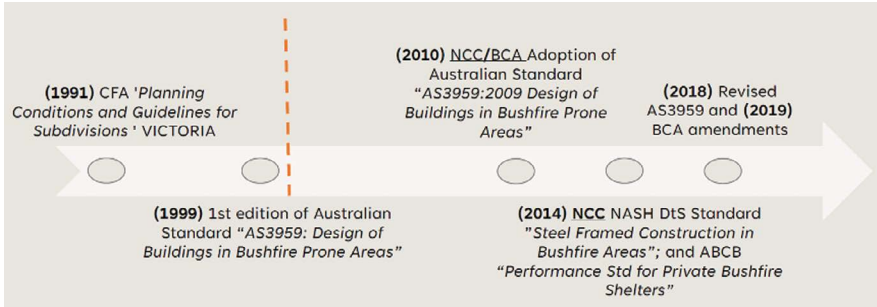 (1991) CFA 'Planning
Conditions and Guidelines for
Subdivisions ' VICTORIA
(1999) 1st edition of Australian
Standard “AS3959: Design of
Buildings in Bushfire Prone Areas”
(2010) NCC/BCA Adoption of
Australian Standard
“AS3959:2009 Design of
Buildings in Bushfire Prone
Areas”
(2014) NCC NASH DtS Standard
”Steel Framed Construction in
Bushfire Areas”; and ABCB
“Performance Std for Private Bushfire
Shelters”
(2018) Revised
AS3959 and (2019)
BCA amendments